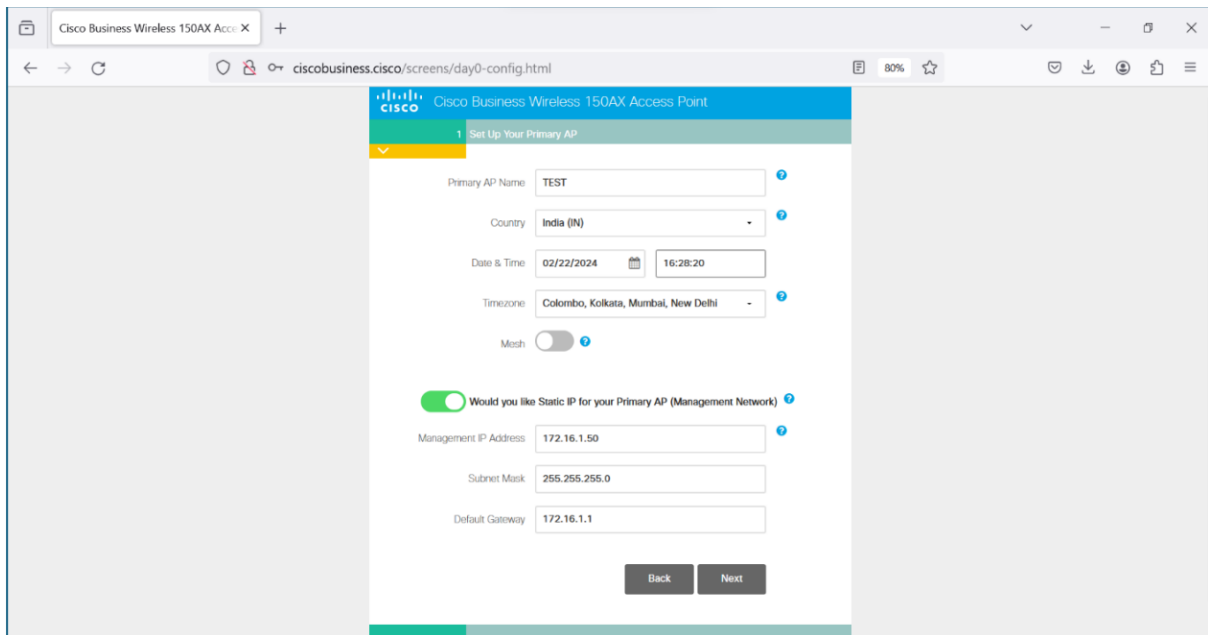 Cisco Business Wireless 150AX Acce
ciscobusiness.cisco/screens/day0-config.html
80%
CISCO
Cisco Business Wireless 150AX Access Point
1 Set Up Your Primary AP
Primary AP Name TEST
Country India (IN)
Date & Time 02/22/2024 16:28:20
Timezone Colombo, Kolkata, Mumbai, New Delhi
Mesh
Would you like Static IP for your Primary AP (Management Network)
Management IP Address 172.16.1.50
Subnet Mask 255.255.255.0
Default Gateway 172.16.1.1
Back Next